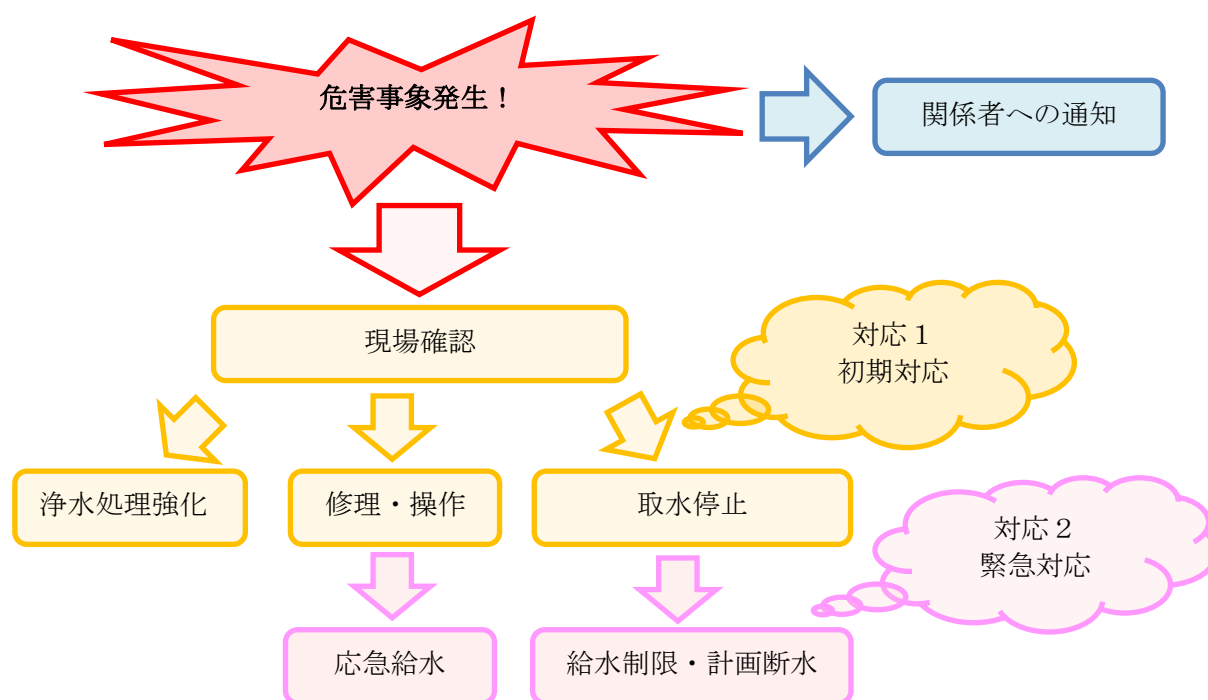 危害事象発生！
関係者への通知
現場確認
対応１
初期対応
浄水処理強化
修理・操作
取水停止
対応２
緊急対応
応急給水
給水制限・計画断水